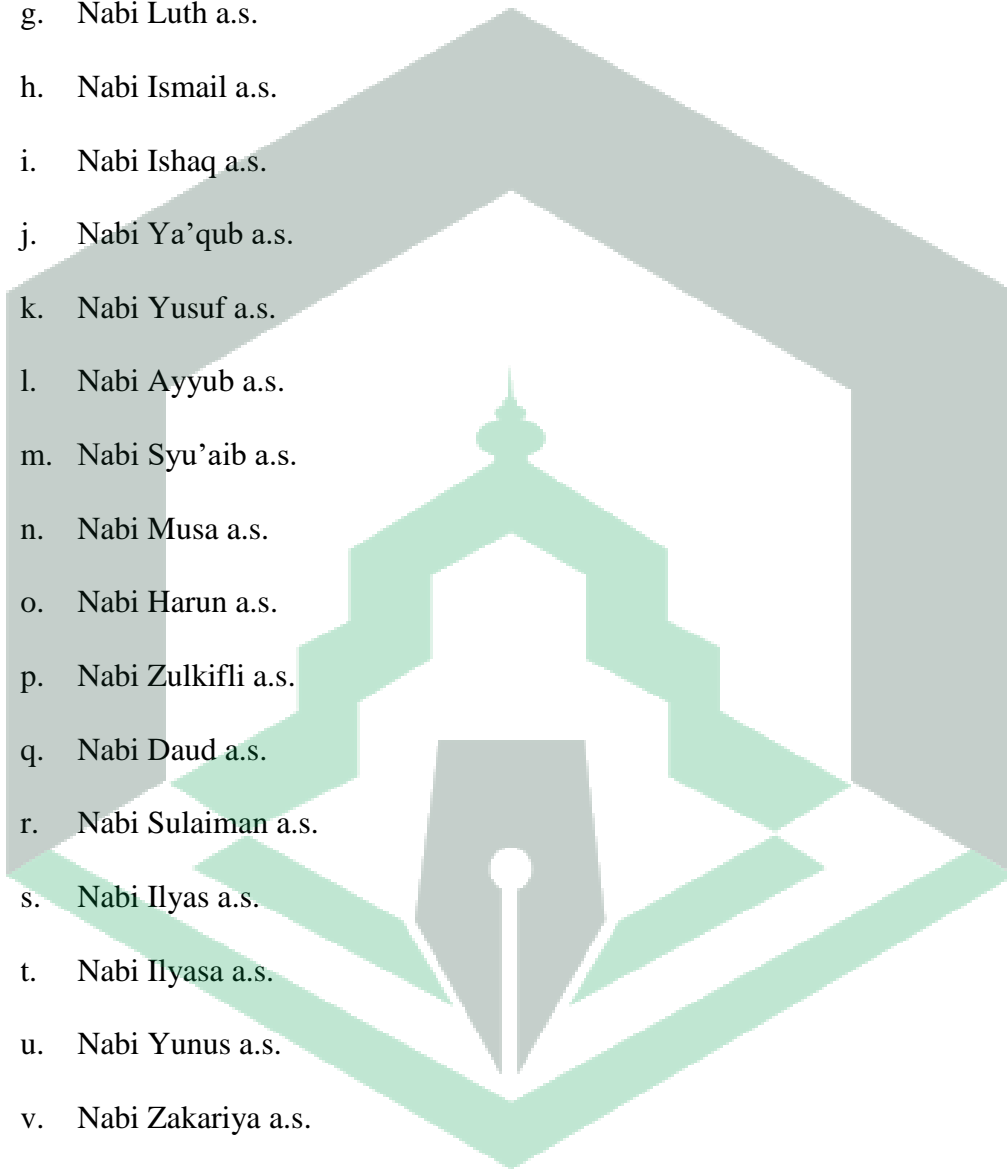 g. Nabi Luth a.s.
h. Nabi Ismail a.s.
i. Nabi Ishaq a.s.
j. Nabi Ya’qub a.s.
k. Nabi Yusuf a.s.
l. Nabi Ayyub a.s.
m. Nabi Syu’aib a.s.
n. Nabi Musa a.s.
o. Nabi Harun a.s.
p. Nabi Zulkifli a.s.
q. Nabi Daud a.s.
r. Nabi Sulaiman a.s.
s. Nabi Ilyas a.s.
t. Nabi Ilyasa a.s.
u. Nabi Yunus a.s.
v. Nabi Zakariya a.s.